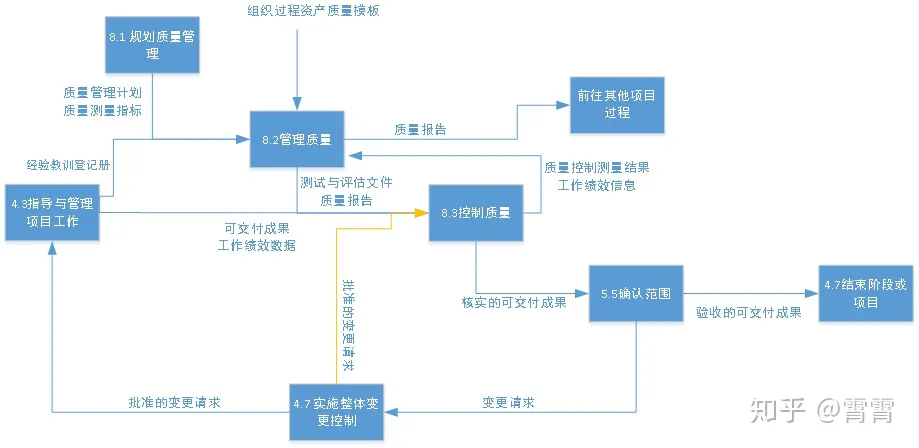 组织过程资产质量模板
8.1 规划质量管
理
质量管理计划
质量测量指标
前往其他项目
过程
质量报告
8.2管理质量
经验教训登记册
质量控制测量结果
工作绩效信息
测试与评估文件
质量报告
4.3指导与管理
项目工作
8.3控制质量
可交付成果
工作绩效数据
批准的变更请求
核实的可交付成果
5.5确认范围
验收的可交付成果
4.7结束阶段或
项目
批准的变更请求
4.7 实施整体变
更控制
变更请求
知乎 @霄霄